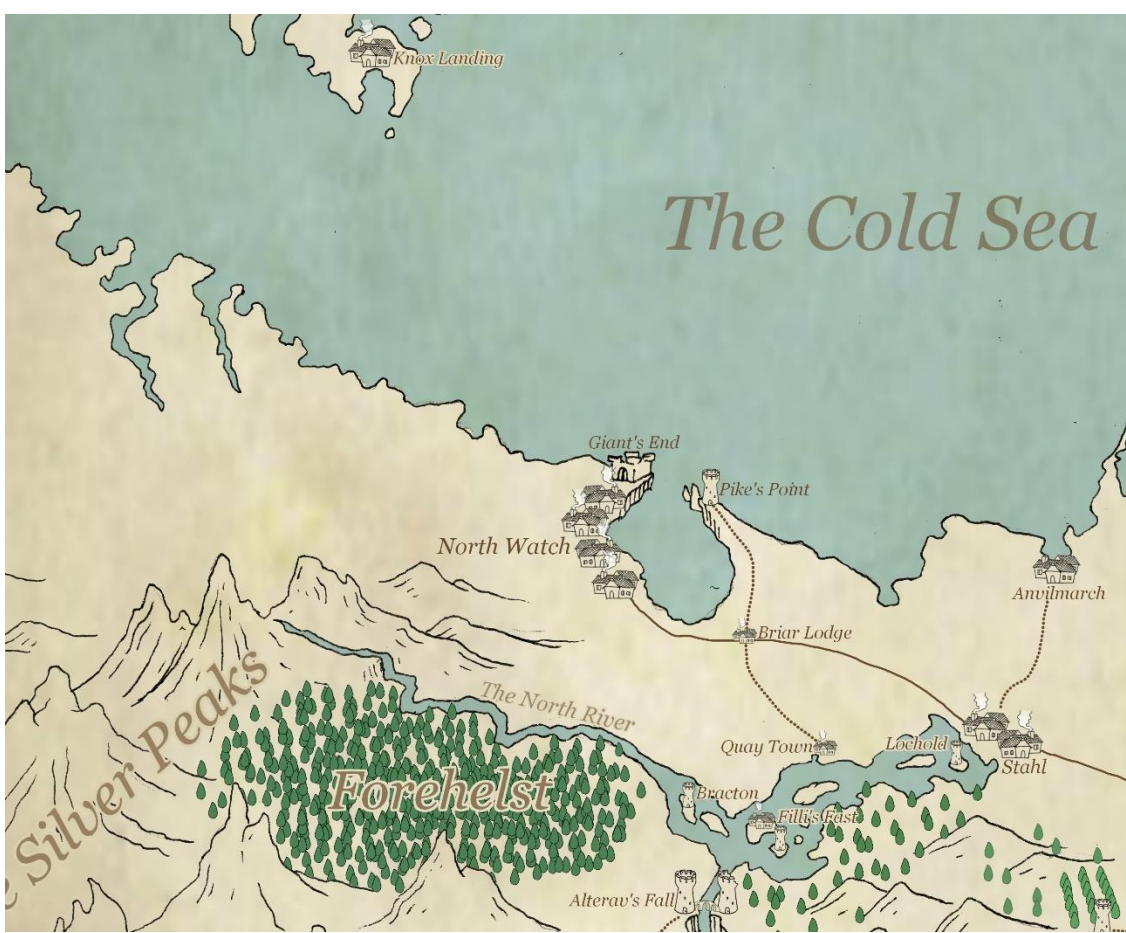 Knox Landing
The Cold Sea
Giant's End
Pike's Point
North Watch
Anvilmarch
Briar Lodge
The North River
Silver Peaks
Quay Town
Lochold
Stahl
Forehelst
Bracton
Filli's Fast
Alterav's Fall